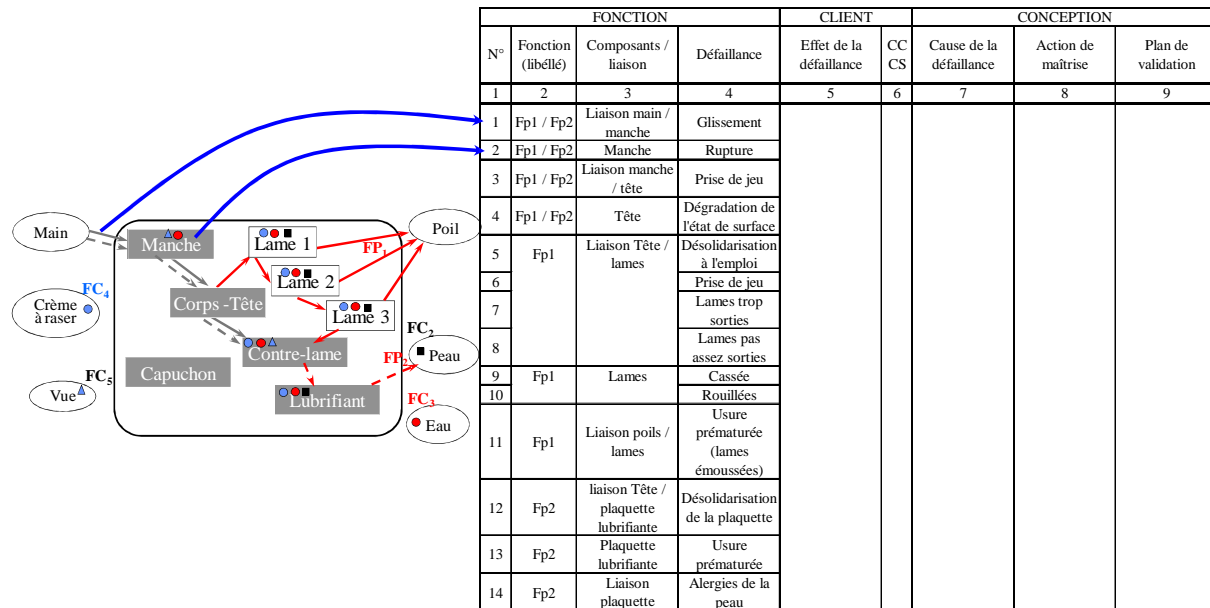 Main
Manche
Lame 1
Poil
FP1
Lame 2
FC4
Crème
à raser
Corps -Tête
Lame 3
FC2
Contre-lame
Peau
FP2
Capuchon
FC5
Vue
Lubrifiant
FC3
Eau
FONCTION CLIENT CONCEPTION
N° Fonction (libéllé) Composants / liaison Défaillance Effet de la défaillance CC CS Cause de la défaillance Action de maîtrise Plan de validation
1 2 3 4 5 6 7 8 9
1 Fp1 / Fp2 Liaison main / manche Glissement
2 Fp1 / Fp2 Manche Rupture
3 Fp1 / Fp2 Liaison manche / tête Prise de jeu
4 Fp1 / Fp2 Tête Dégradation de l'état de surface
5 Fp1 Liaison Tête / lames Désolidarisation à l'emploi
6 Prise de jeu
7 Lames trop sorties
8 Lames pas assez sorties
9 Fp1 Lames Cassée
10 Rouillées
11 Fp1 Liaison poils / lames Usure prématurée (lames émoussées)
12 Fp2 liaison Tête / plaquette lubrifiante Désolidarisation de la plaquette
13 Fp2 Plaquette lubrifiante Usure prématurée
14 Fp2 Liaison plaquette Alergies de la peau